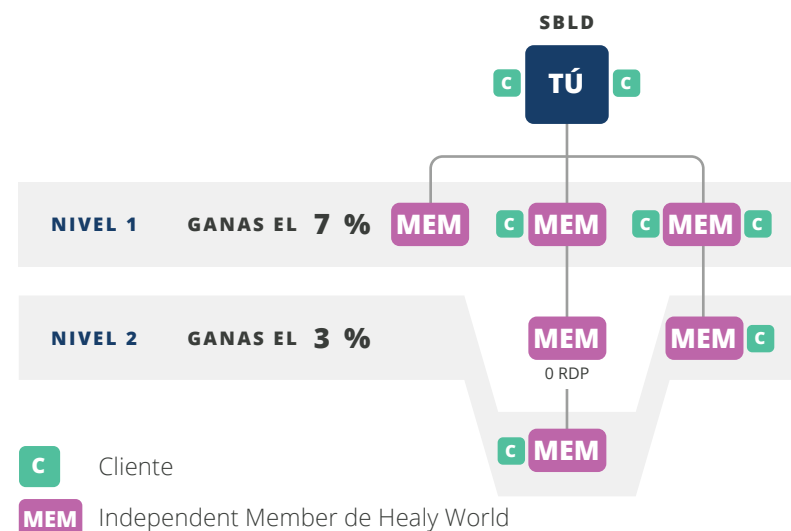 SBLD
C TÚ C
NIVEL 1 GANAS EL 7 % MEM C MEM C MEM C
NIVEL 2 GANAS EL 3 % MEM MEM C
0 RDP
C MEM
C Cliente
MEM Independent Member de Healy World